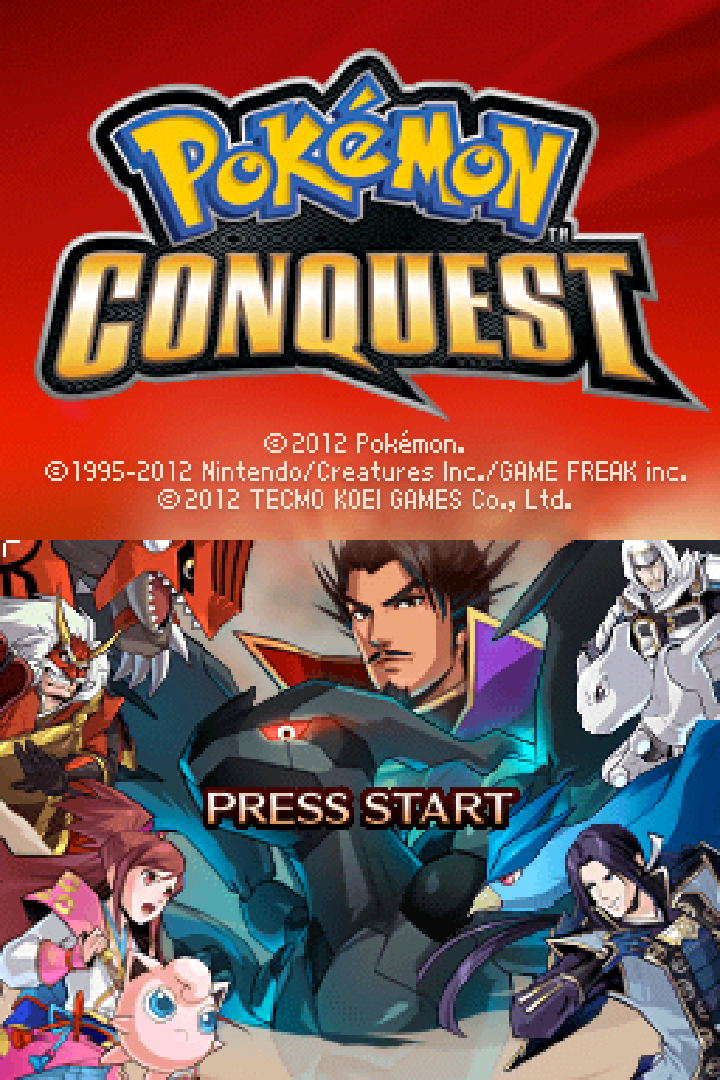 POKéMON
TM
CONQUEST
©2012 Pokémon.
©1995-2012 Nintendo/Creatures Inc./GAME FREAK inc.
©2012 TECMO KOEI GAMES Co., Ltd.
PRESS START